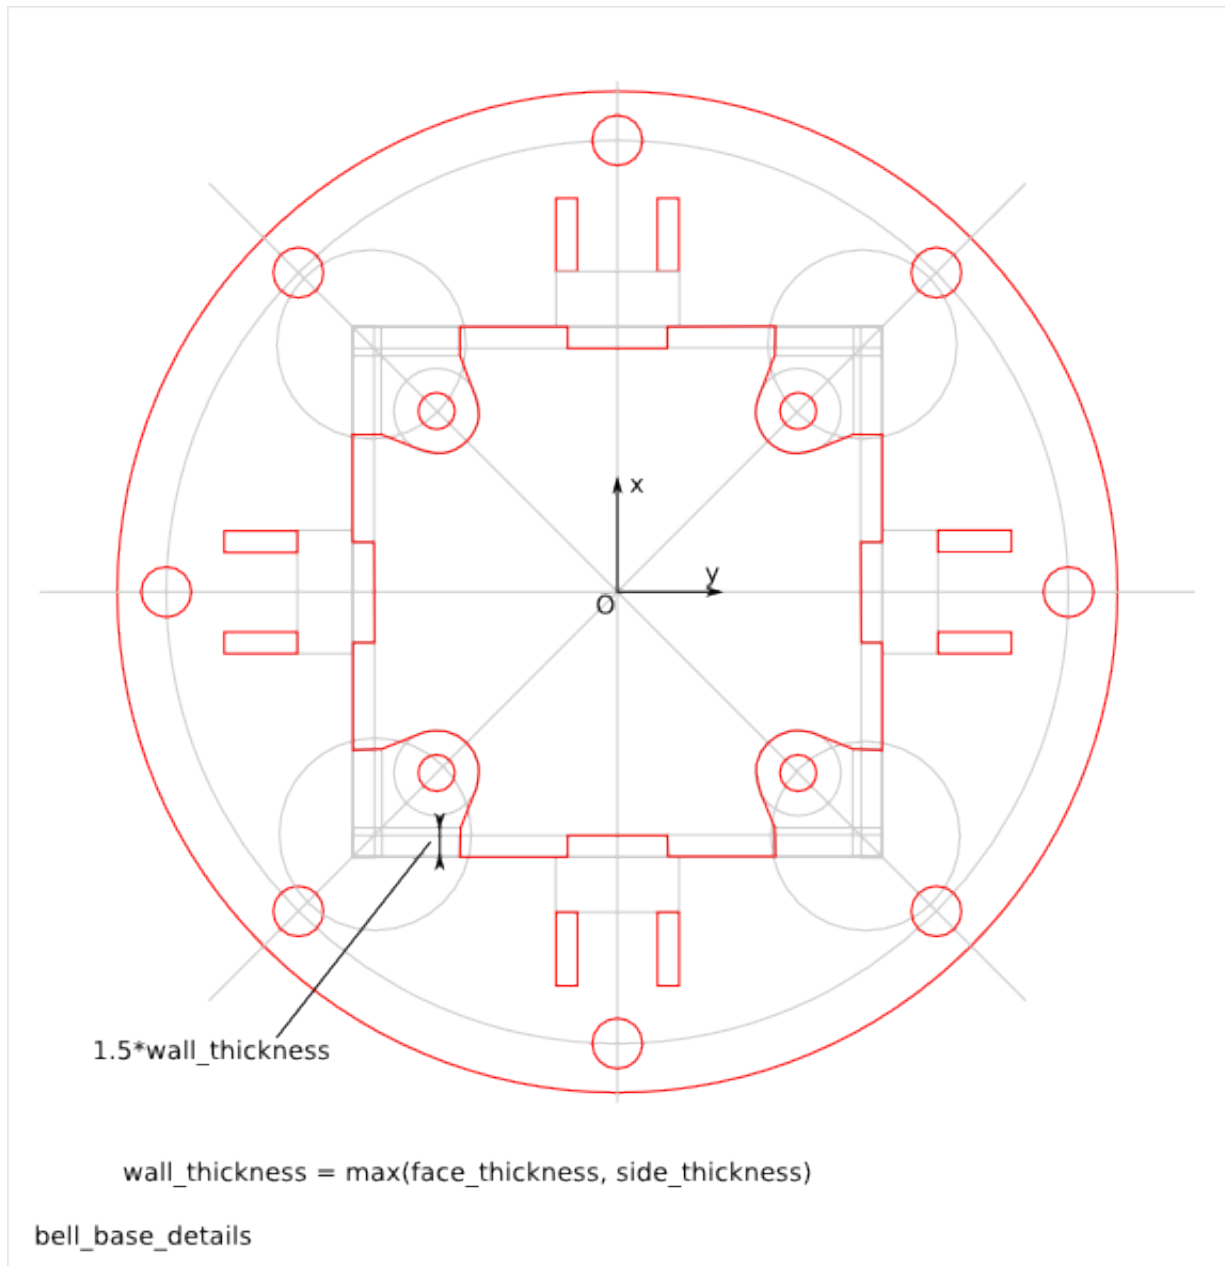 x
y
O
1.5*wall_thickness
wall_thickness = max(face_thickness, side_thickness)
bell_base_details